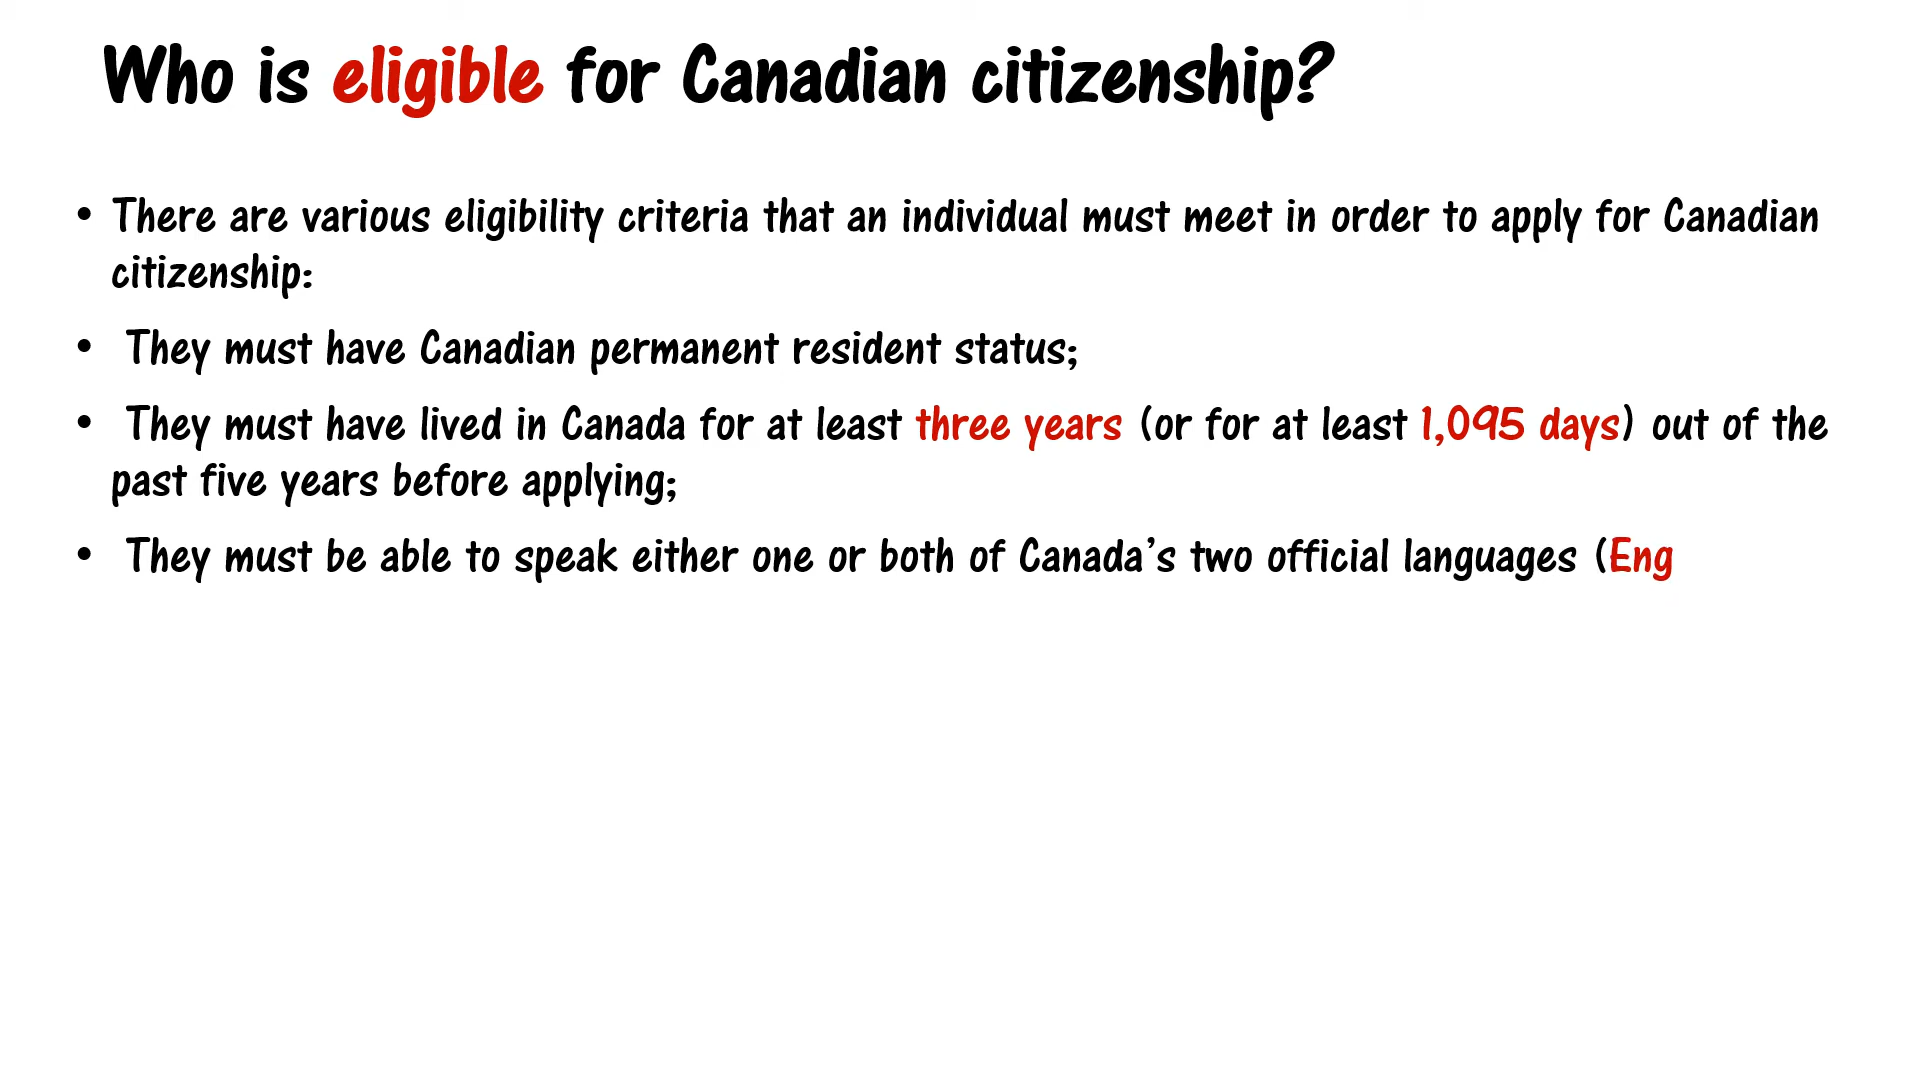 Who is eligible for Canadian citizenship?
• There are various eligibility criteria that an individual must meet in order to apply for Canadian
citizenship:
• They must have Canadian permanent resident status;
• They must have lived in Canada for at least three years (or for at least 1,095 days) out of the
past five years before applying;
• They must be able to speak either one or both of Canada’s two official languages (Eng